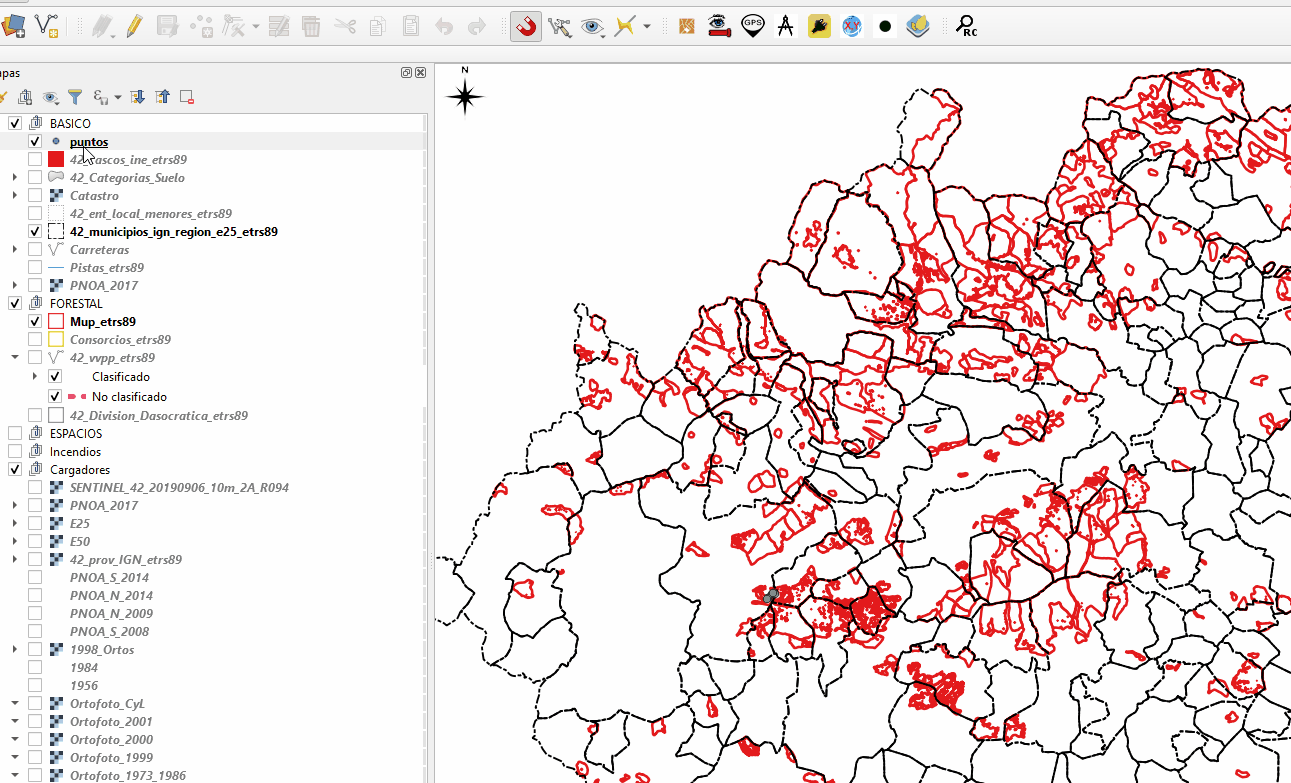 GPS
XY
RC
apas
N
BASICO
puntos
42_cascos_ine_etrs89
42_Categorias_Suelo
Catastro
42_ent_local_menores_etrs89
42_municipios_ign_region_e25_etrs89
Carreteras
Pistas_etrs89
PNOA_2017
FORESTAL
Mup_etrs89
Consorcios_etrs89
42_vvpp_etrs89
Clasificado
No clasificado
42_Division_Dasocratica_etrs89
ESPACIOS
Incendios
Cargadores
SENTINEL_42_20190906_10m_2A_R094
PNOA_2017
E25
E50
42_prov_IGN_etrs89
PNOA_S_2014
PNOA_N_2014
PNOA_N_2009
PNOA_S_2008
1998_Ortos
1984
1956
Ortofoto_CyL
Ortofoto_2001
Ortofoto_2000
Ortofoto_1999
Ortofoto_1973_1986